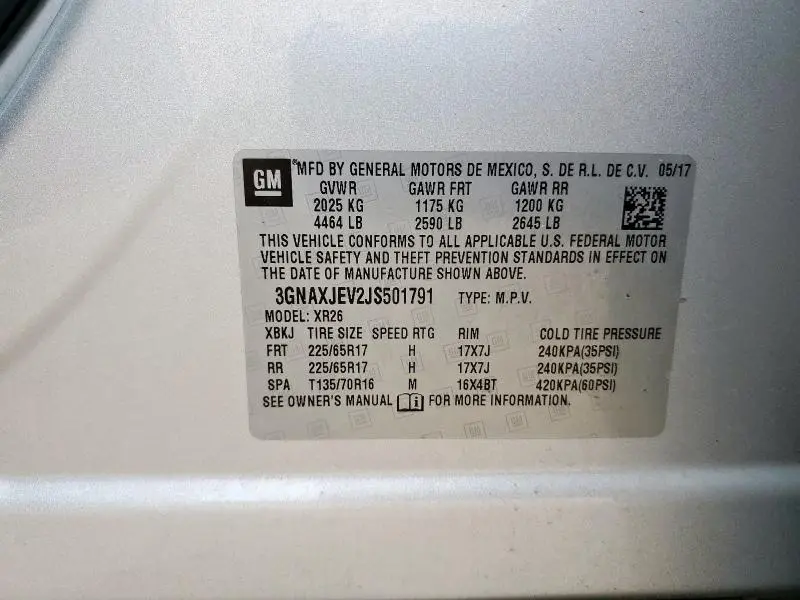 GM ®MFD BY GENERAL MOTORS DE MEXICO, S. DE R.L. DE C.V. 05/17
GVWR GAWR FRT GAWR RR
2025 KG 1175 KG 1200 KG
4464 LB 2590 LB 2645 LB
THIS VEHICLE CONFORMS TO ALL APPLICABLE U.S. FEDERAL MOTOR
VEHICLE SAFETY AND THEFT PREVENTION STANDARDS IN EFFECT ON
THE DATE OF MANUFACTURE SHOWN ABOVE.
3GNAXJEV2JS501791 TYPE: M.P.V.
MODEL: XR26
XBKJ TIRE SIZE SPEED RTG RIM COLD TIRE PRESSURE
FRT 225/65R17 H 17X7J 240KPA(35PSI)
RR 225/65R17 H 17X7J 240KPA(35PSI)
SPA T135/70R16 M 16X4BT 420KPA(60PSI)
SEE OWNER'S MANUAL FOR MORE INFORMATION.